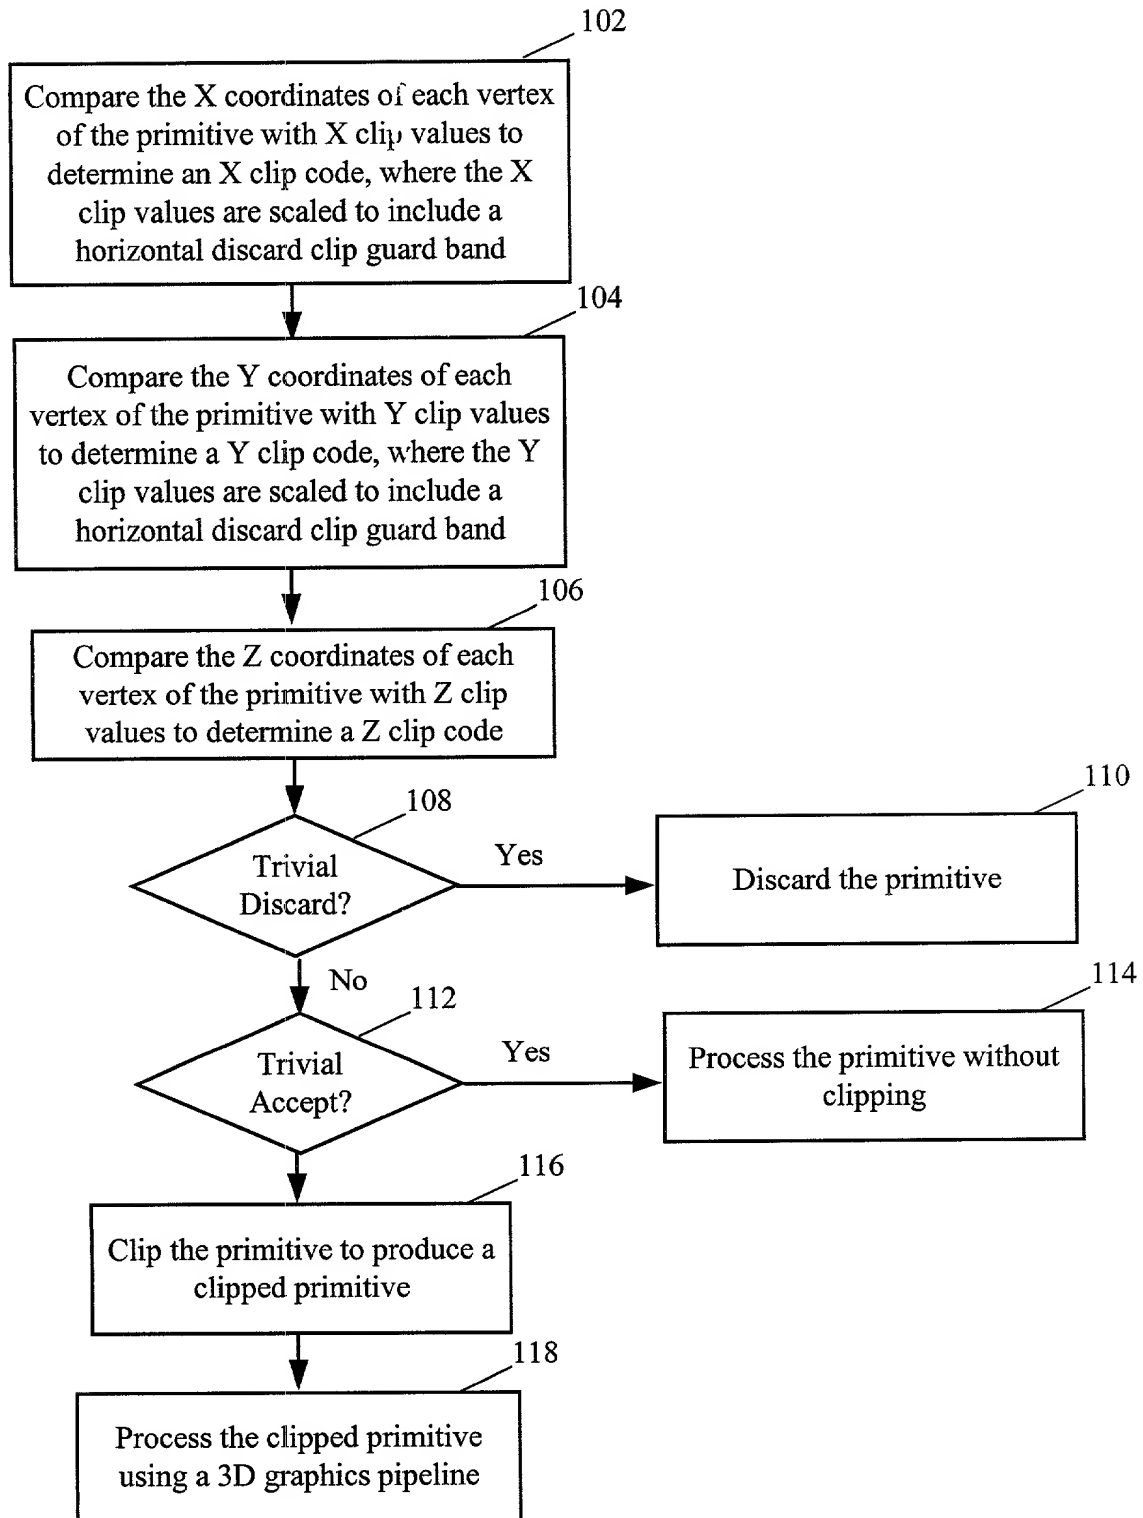 102
Compare the X coordinates of each vertex
of the primitive with X clip values to
determine an X clip code, where the X
clip values are scaled to include a
horizontal discard clip guard band
104
Compare the Y coordinates of each
vertex of the primitive with Y clip values
to determine a Y clip code, where the Y
clip values are scaled to include a
horizontal discard clip guard band
106
Compare the Z coordinates of each
vertex of the primitive with Z clip
values to determine a Z clip code
108
Trivial
Discard?
Yes
110
Discard the primitive
No
112
Trivial
Accept?
Yes
114
Process the primitive without
clipping
116
Clip the primitive to produce a
clipped primitive
118
Process the clipped primitive
using a 3D graphics pipeline